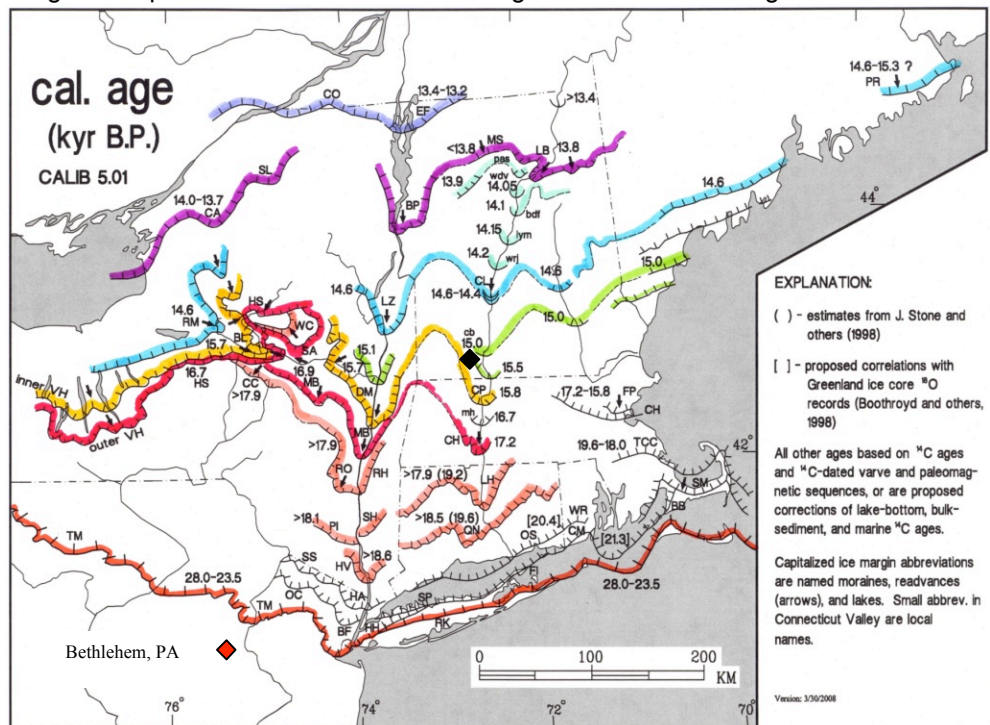 cal. age
(kyr B.P.)
CALIB 5.01
CO
13.4-13.2
EF
>13.4
14.6-15.3 ?
PR
<13.8
MS
LB
13.8
pas
wdv
13.9
14.05
SL
14.0-13.7
CA
BP
14.1
bdf
14.15
lym
14.2
wrj
14.6
44°
14.6
RM
HS
WC
14.6
LZ
CL
14.6-14.4
14.6
15.0
15.7
BL
SA
cb
15.0
15.0
16.7
HS
16.9
15.7
15.1
15.5
inner VH
CC
MB
DM
CP
15.8
>17.9
mh
16.7
17.2-15.8
FP
CH
outer VH
MB
CH
17.2
>17.9
RO
RH
19.6-18.0
TCC
42°
>17.9 (19.2)
LH
SM
BB
>18.1
PI
SH
>18.5 (19.6)
QN
[20.4]
WR
OS
CM
[21.3]
TM
SS
HV
>18.6
28.0-23.5
OC
HA
SP
FI
28.0-23.5
TM
BF
HH
RK
Bethlehem, PA
0
100
200
KM
76°
74°
72°
70°
EXPLANATION:
( ) - estimates from J. Stone and
others (1998)
[ ] - proposed correlations with
Greenland ice core ¹⁸O
records (Boothroyd and others,
1998)
All other ages based on ¹⁴C ages
and ¹⁴C-dated varve and paleomag-
netic sequences, or are proposed
corrections of lake-bottom, bulk-
sediment, and marine ¹⁴C ages.
Capitalized ice margin abbreviations
are named moraines, readvances
(arrows), and lakes. Small abbrev. in
Connecticut Valley are local
names.
Version: 3/30/2008